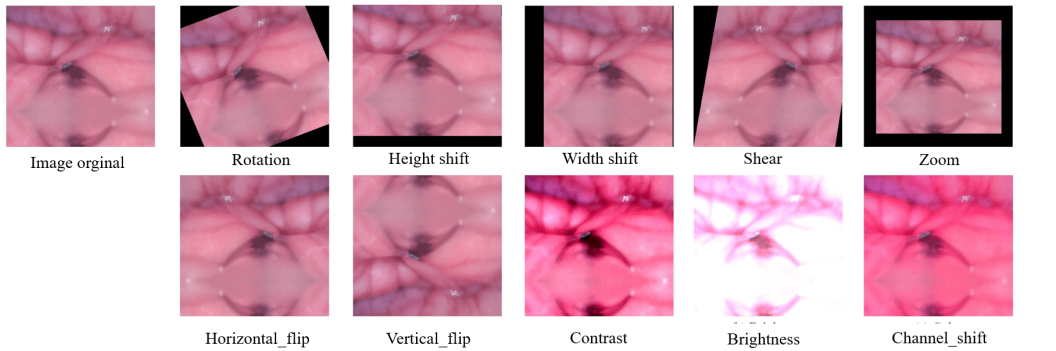 Image orginal
Rotation
Height shift
Width shift
Shear
Zoom
Horizontal_flip
Vertical_flip
Contrast
Brightness
Channel_shift